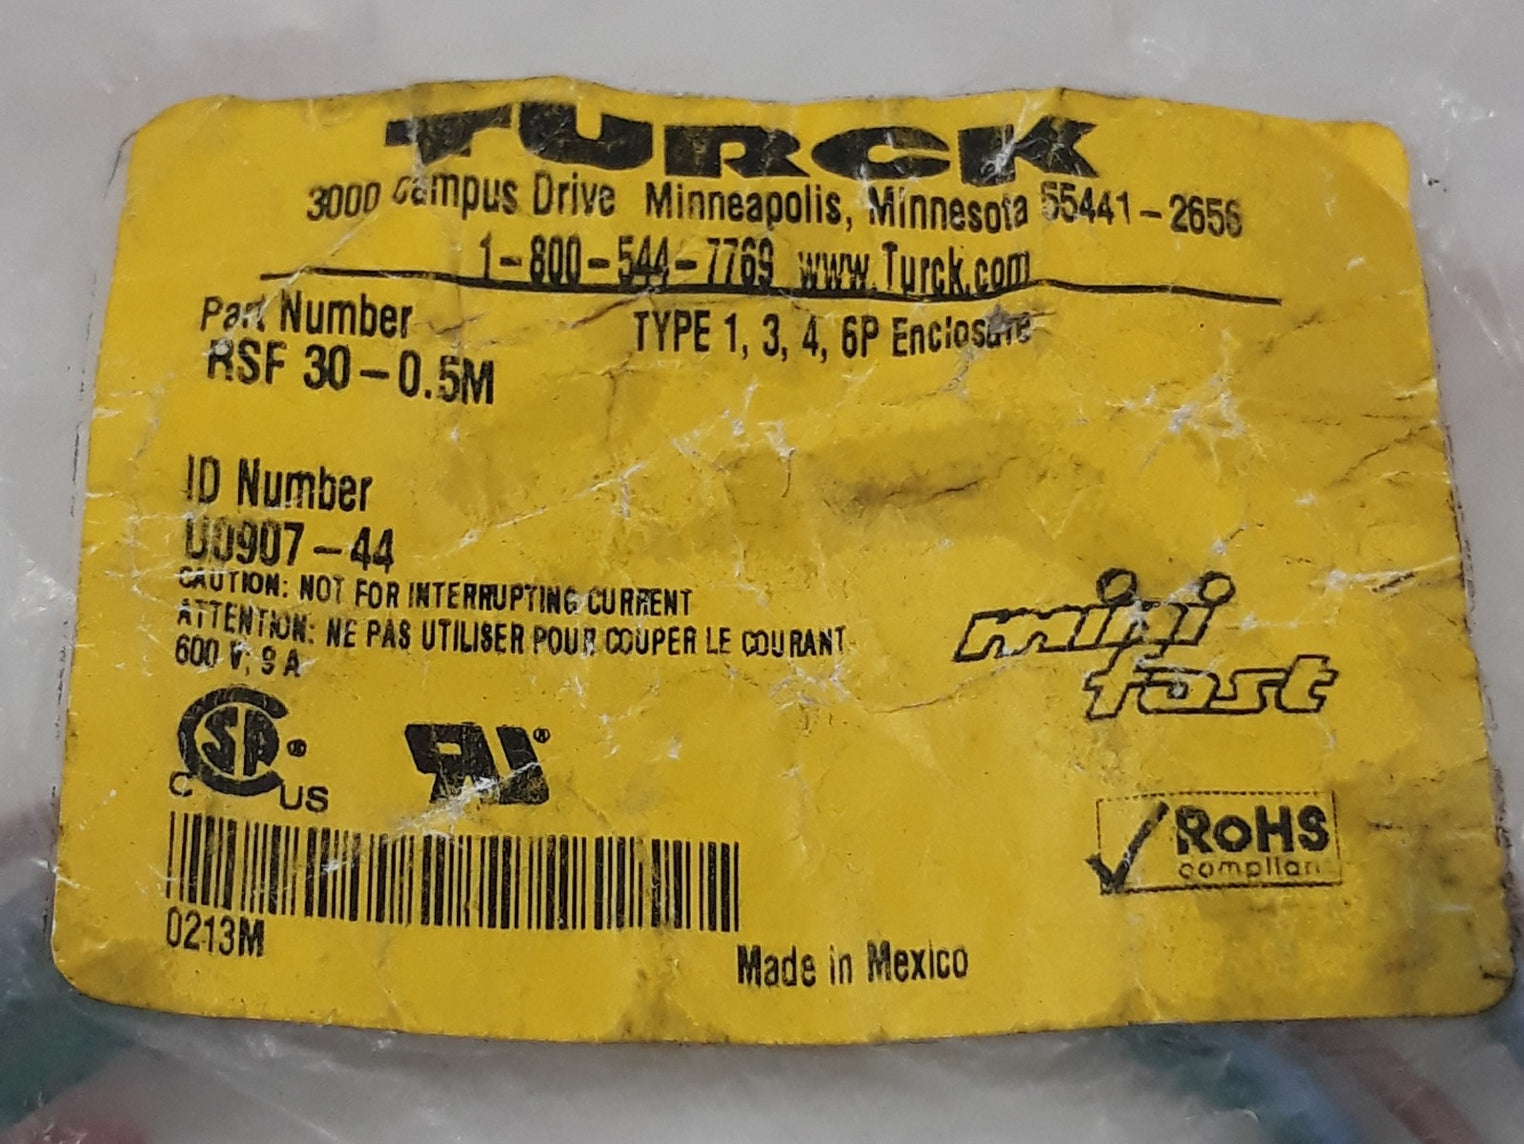 TURCK
3000 Campus Drive Minneapolis, Minnesota 55441-2656
1-800-544-7769 www.Turck.com
Part Number
TYPE 1, 3, 4, 6P Enclosure
RSF 30-0.5M
ID Number
U0907-44
CAUTION: NOT FOR INTERRUPTING CURRENT
ATTENTION: NE PAS UTILISER POUR COUPER LE COURANT
600 V, 9 A
mini
fast
C SA ® US
RU ®
RoHS
compliant
0213M
Made in Mexico